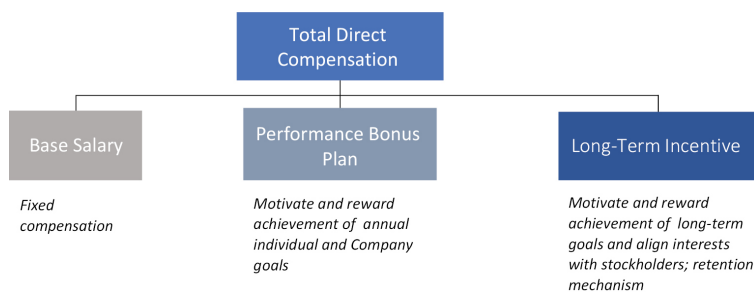 Total Direct
Compensation
Base Salary
Performance Bonus
Plan
Long-Term Incentive
Fixed
compensation
Motivate and reward
achievement of annual
individual and Company
goals
Motivate and reward
achievement of long-term
goals and align interests
with stockholders; retention
mechanism